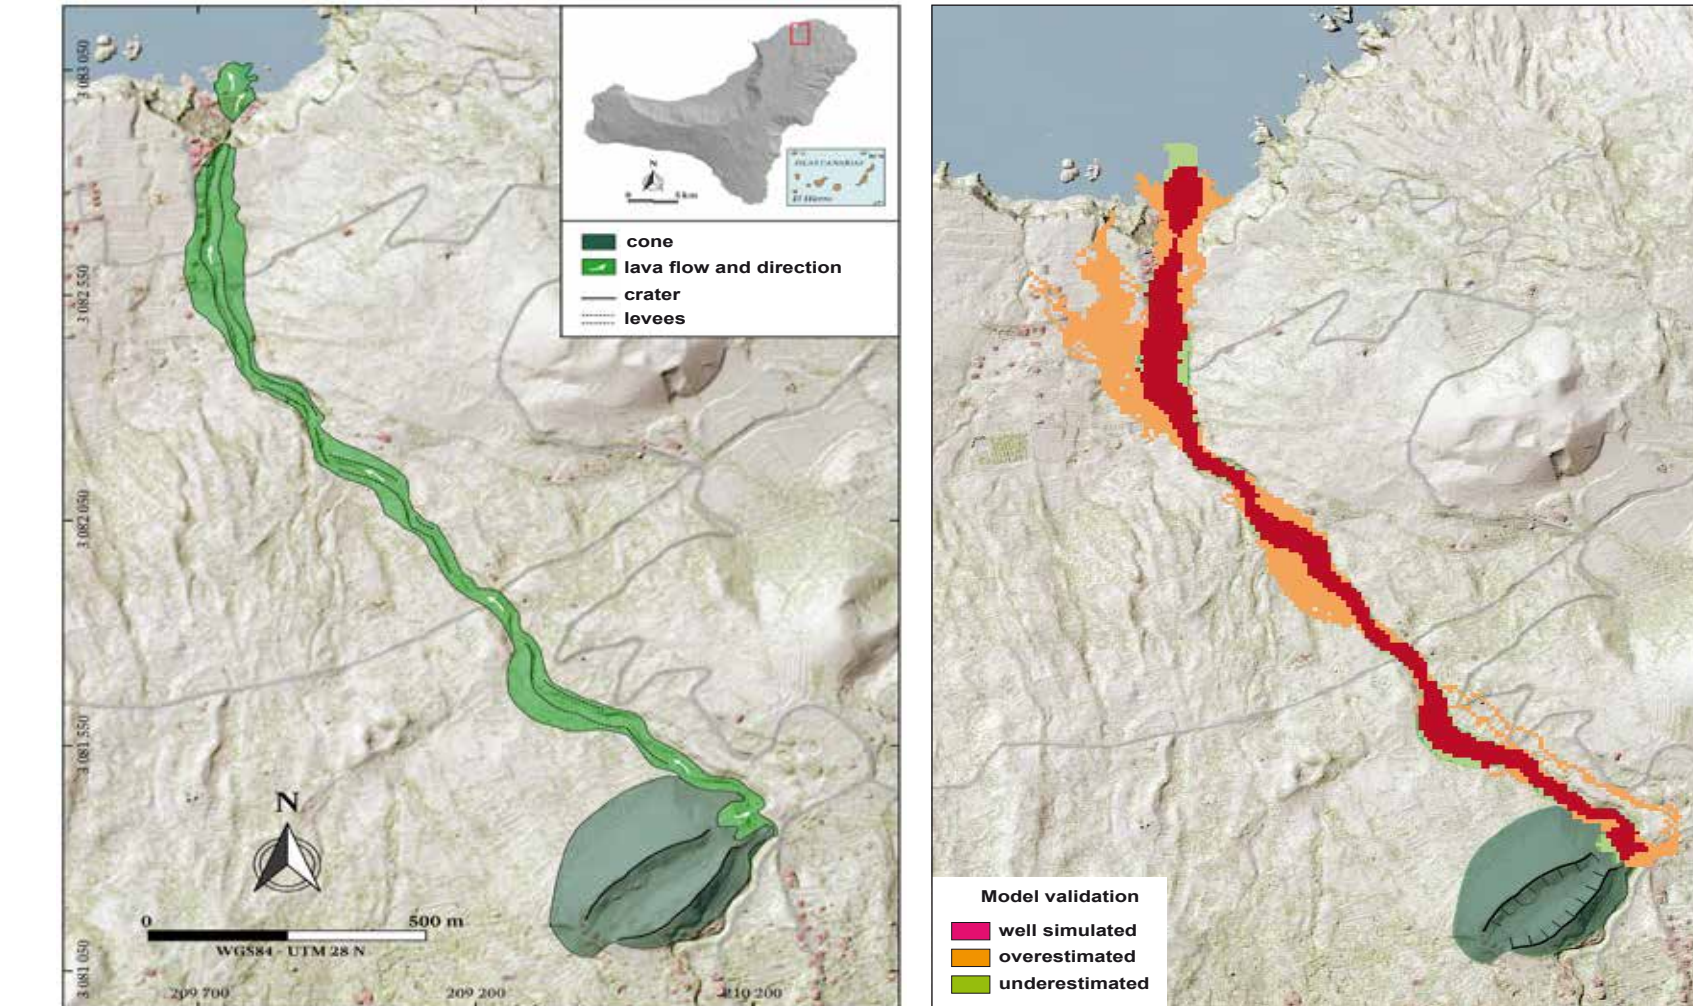 N
0 5 km
ISLAS CANARIAS
El Hierro
cone
lava flow and direction
crater
levees
3 083 050
3 082 550
3 082 050
3 081 550
3 081 050
N
0 500 m
WGS84 - UTM 28 N
209 700 209 200 210 200
Model validation
well simulated
overestimated
underestimated